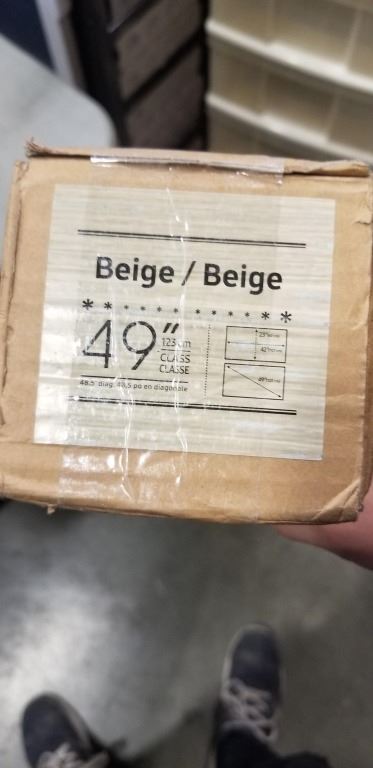 Beige / Beige
* * * * * * * * * * * *
49"
123 cm
CLASS
CLASSE
48.5" diag. 48,5 po en diagonale